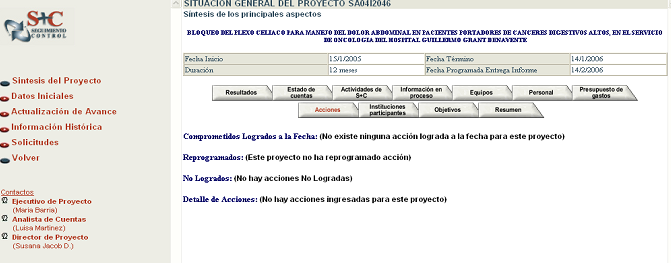 S+C
SEGUIMIENTO
CONTROL
Síntesis del Proyecto
Datos Iniciales
Actualización de Avance
Información Histórica
Solicitudes
Volver
Contactos
Ejecutivo de Proyecto
(Maria Barria)
Analista de Cuentas
(Luisa Martinez)
Director de Proyecto
(Susana Jacob D.)
SITUACIÓN GENERAL DEL PROYECTO SA04I2046
Síntesis de los principales aspectos
BLOQUEO DEL PLEXO CELIACO PARA MANEJO DEL DOLOR ABDOMINAL EN PACIENTES PORTADORES DE CANCERES DIGESTIVOS ALTOS, EN EL SERVICIO
DE ONCOLOGIA DEL HOSPITAL GUILLERMO GRANT BENAVENTE
Fecha Inicio 15/1/2005 Fecha Término 14/1/2006
Duración 12 meses Fecha Programada Entrega Informe 14/2/2006
Resultados
Estado de
cuentas
Actividades de
S+C
Información en
proceso
Equipos
Personal
Presupuesto de
gastos
Acciones
Instituciones
participantes
Objetivos
Resumen
Comprometidos Logrados a la Fecha: (No existe ninguna acción lograda a la fecha para este proyecto)
Reprogramados: (Este proyecto no ha reprogramado acción)
No Logrados: (No hay acciones No Logradas)
Detalle de Acciones: (No hay acciones ingresadas para este proyecto)